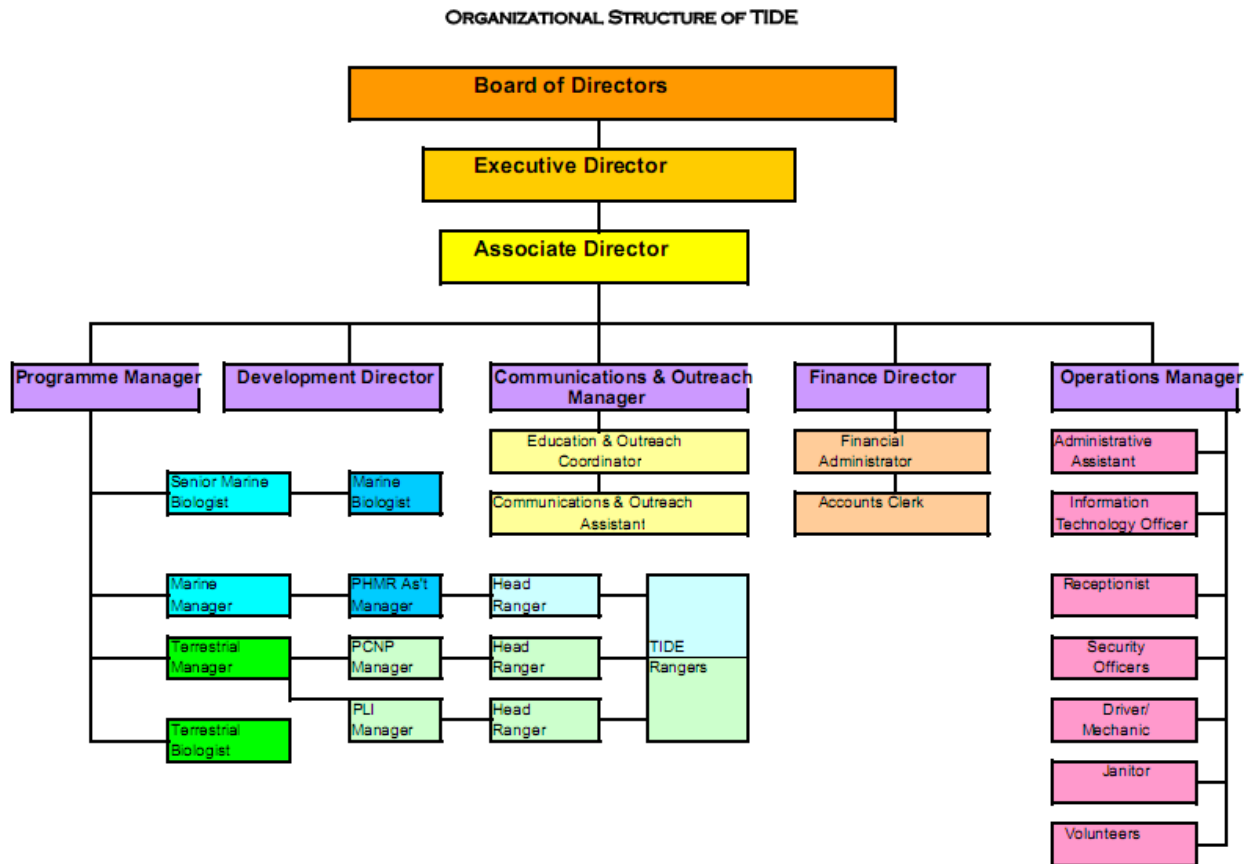 ORGANIZATIONAL STRUCTURE OF TIDE
Board of Directors
Executive Director
Associate Director
Programme Manager
Development Director
Communications & Outreach
Manager
Finance Director
Operations Manager
Education & Outreach
Coordinator
Communications & Outreach
Assistant
Financial
Administrator
Accounts Clerk
Administrative
Assistant
Information
Technology Officer
Receptionist
Security
Officers
Driver/
Mechanic
Janitor
Volunteers
Senior Marine
Biologist
Marine
Biologist
Marine
Manager
PHMR As't
Manager
Head
Ranger
Terrestrial
Manager
PCNP
Manager
Head
Ranger
TIDE
Rangers
PLI
Manager
Head
Ranger
Terrestrial
Biologist